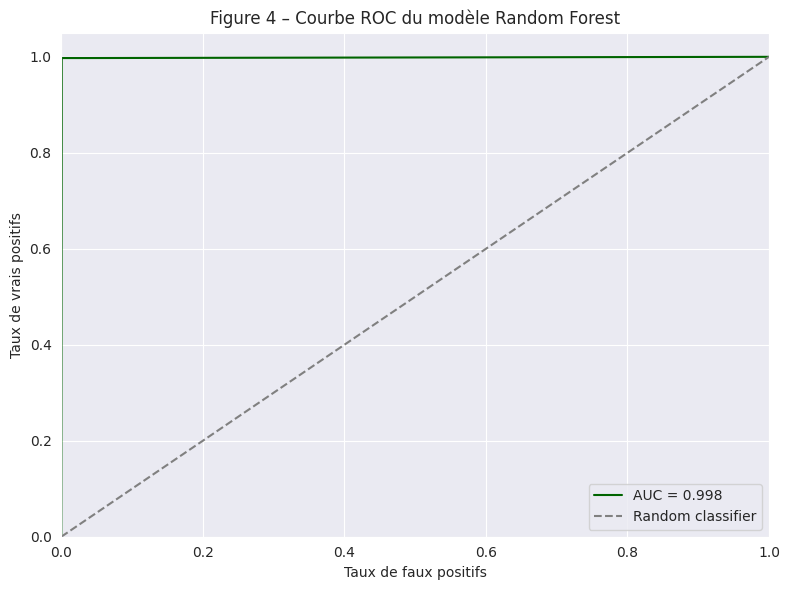 Figure 4 – Courbe ROC du modèle Random Forest
1.0
0.8
0.6
0.4
0.2
0.0
Taux de vrais positifs
0.0 0.2 0.4 0.6 0.8 1.0
Taux de faux positifs
AUC = 0.998
Random classifier